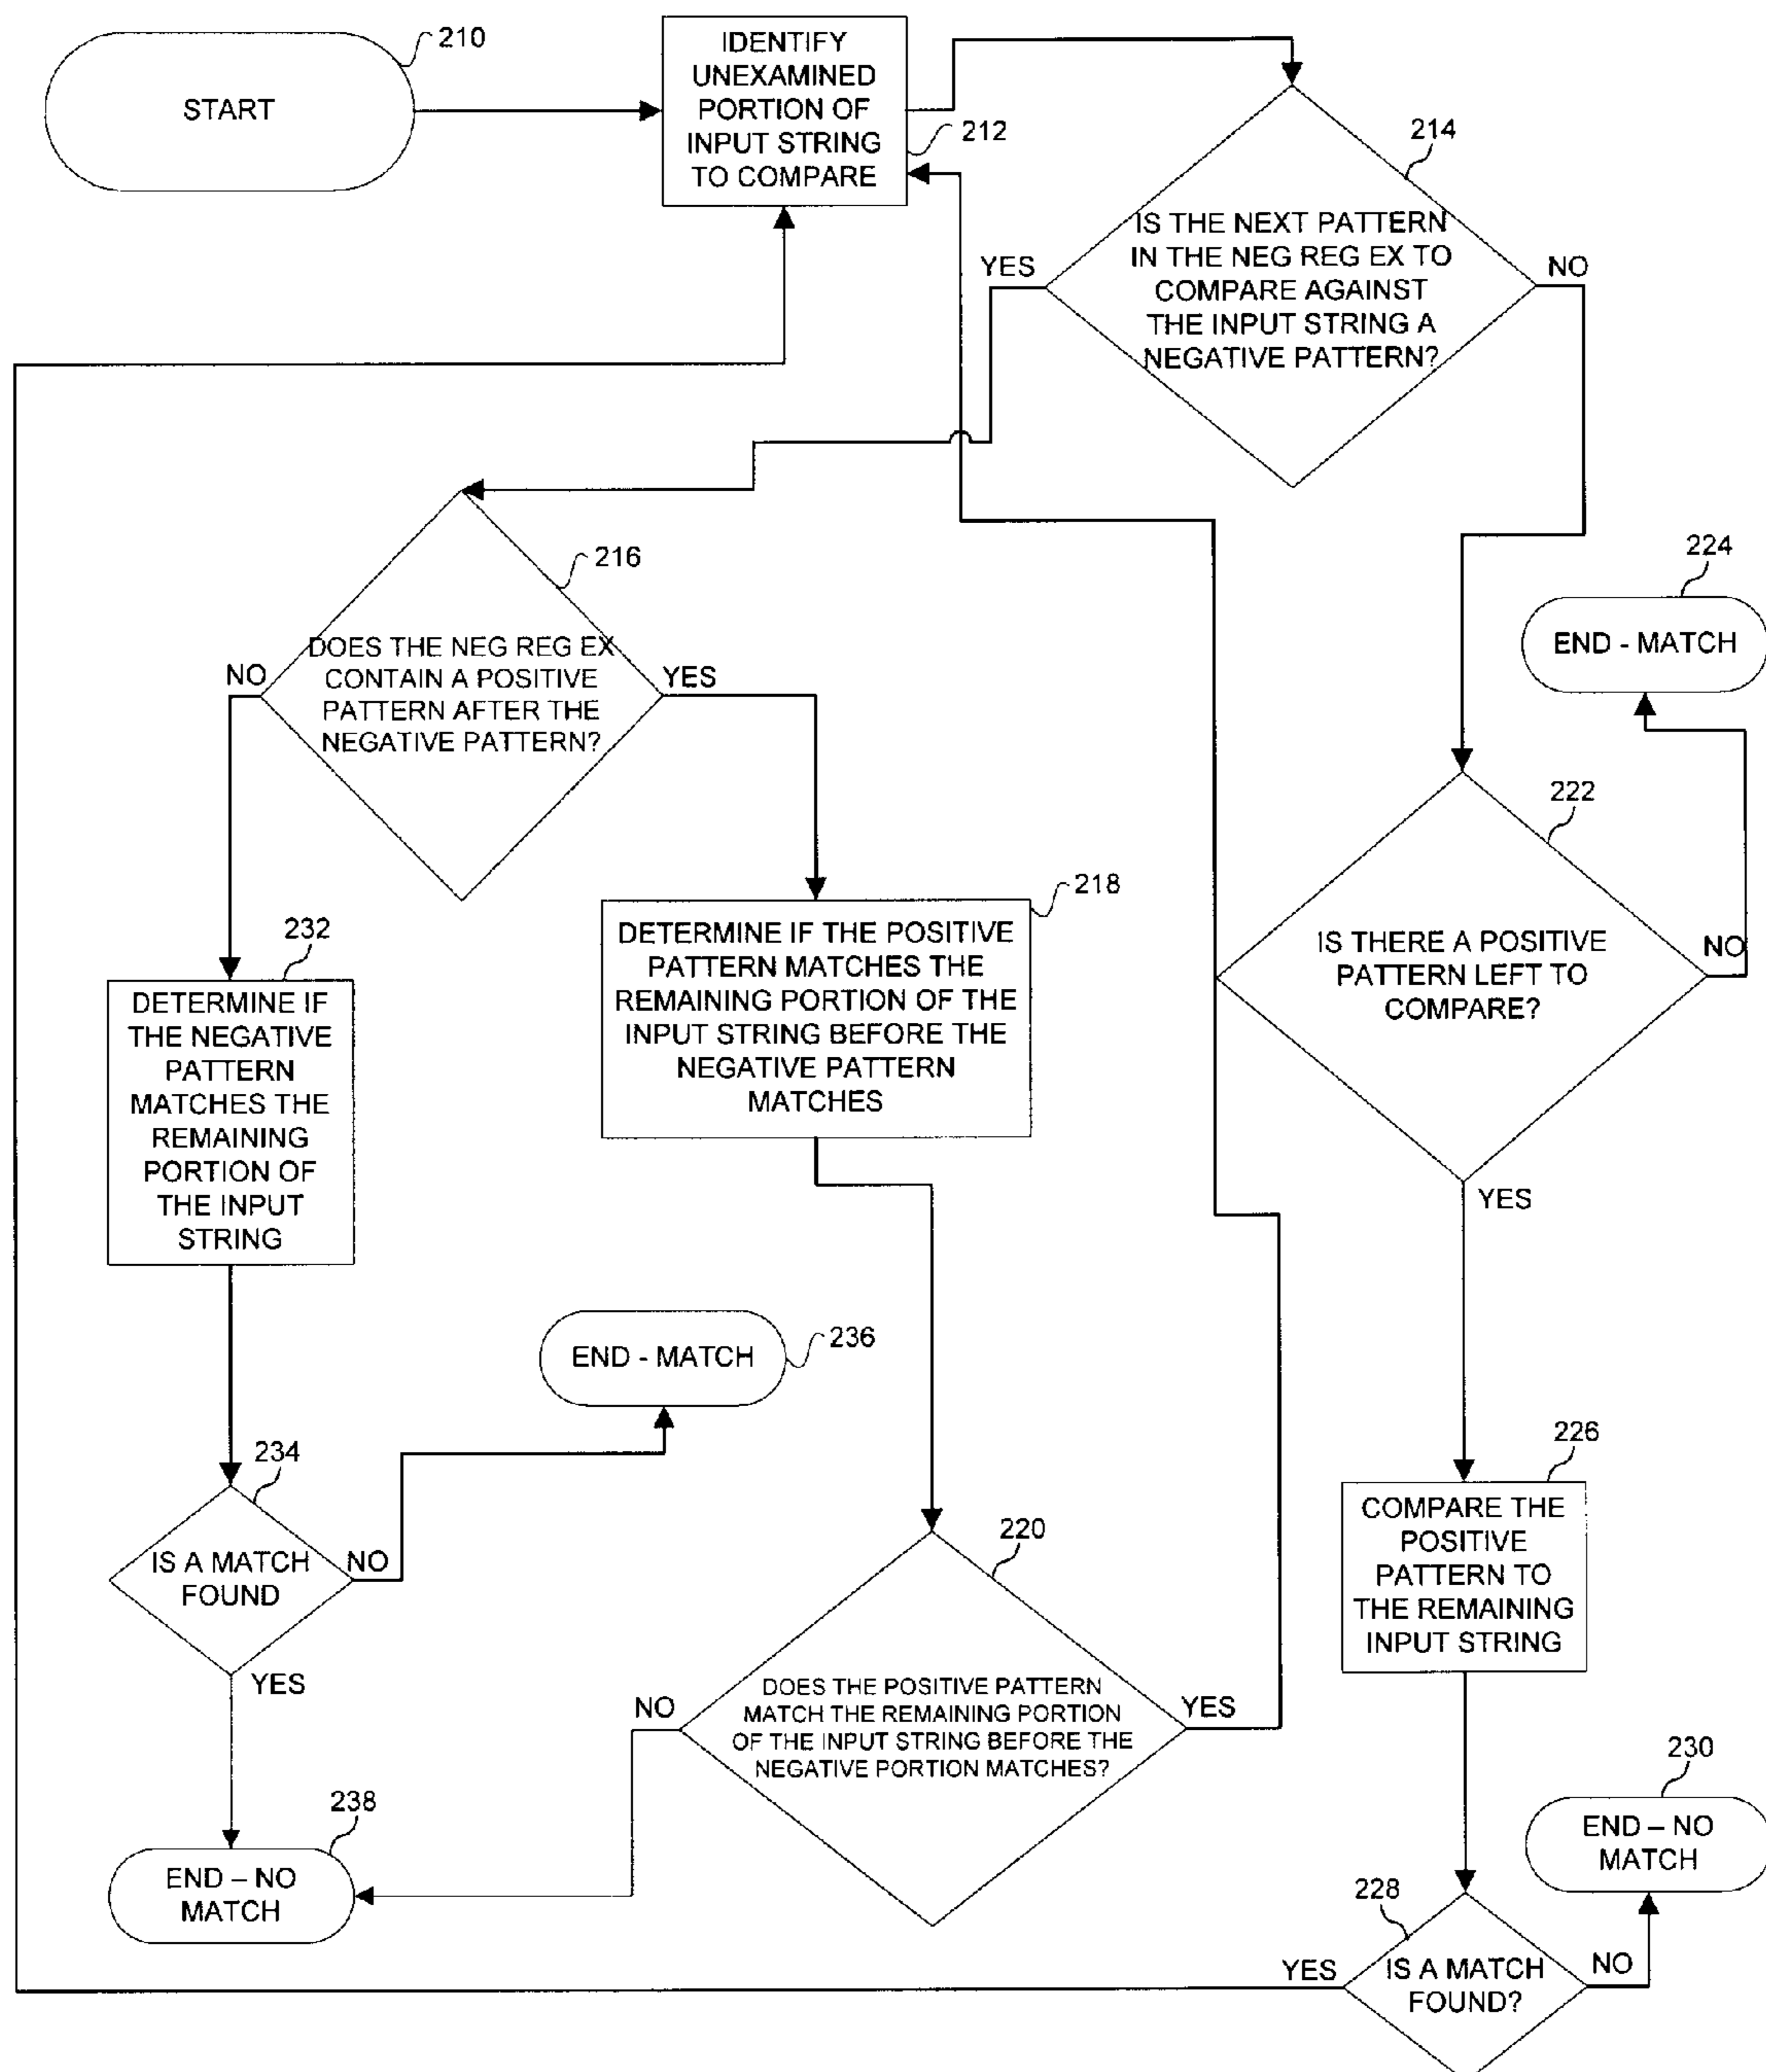 210
START
IDENTIFY
UNEXAMINED
PORTION OF
INPUT STRING
TO COMPARE
212
214
IS THE NEXT PATTERN
IN THE NEG REG EX TO
COMPARE AGAINST
THE INPUT STRING A
NEGATIVE PATTERN?
YES
NO
216
DOES THE NEG REG EX
CONTAIN A POSITIVE
PATTERN AFTER THE
NEGATIVE PATTERN?
NO
YES
224
END - MATCH
222
IS THERE A POSITIVE
PATTERN LEFT TO
COMPARE?
NO
YES
218
DETERMINE IF THE POSITIVE
PATTERN MATCHES THE
REMAINING PORTION OF THE
INPUT STRING BEFORE THE
NEGATIVE PATTERN
MATCHES
232
DETERMINE IF
THE NEGATIVE
PATTERN
MATCHES THE
REMAINING
PORTION OF
THE INPUT
STRING
END - MATCH
236
234
IS A MATCH
FOUND
NO
YES
220
DOES THE POSITIVE PATTERN
MATCH THE REMAINING PORTION
OF THE INPUT STRING BEFORE THE
NEGATIVE PORTION MATCHES?
NO
YES
226
COMPARE THE
POSITIVE
PATTERN TO
THE REMAINING
INPUT STRING
238
END – NO
MATCH
230
END – NO
MATCH
228
IS A MATCH
FOUND?
YES
NO